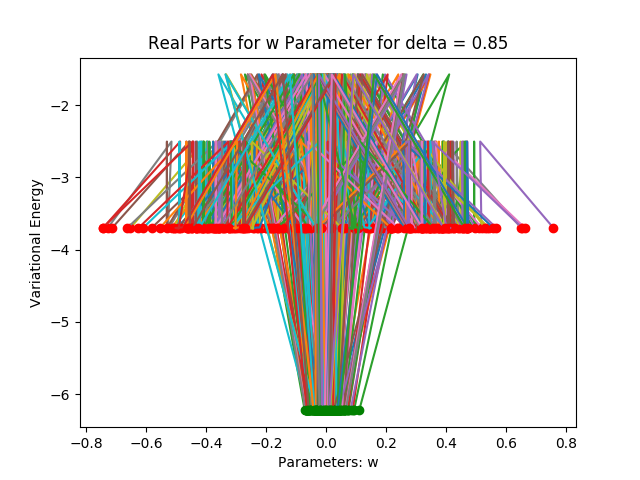 Real Parts for w Parameter for delta = 0.85
Variational Energy
−2
−3
−4
−5
−6
−0.8 −0.6 −0.4 −0.2 0.0 0.2 0.4 0.6 0.8
Parameters: w